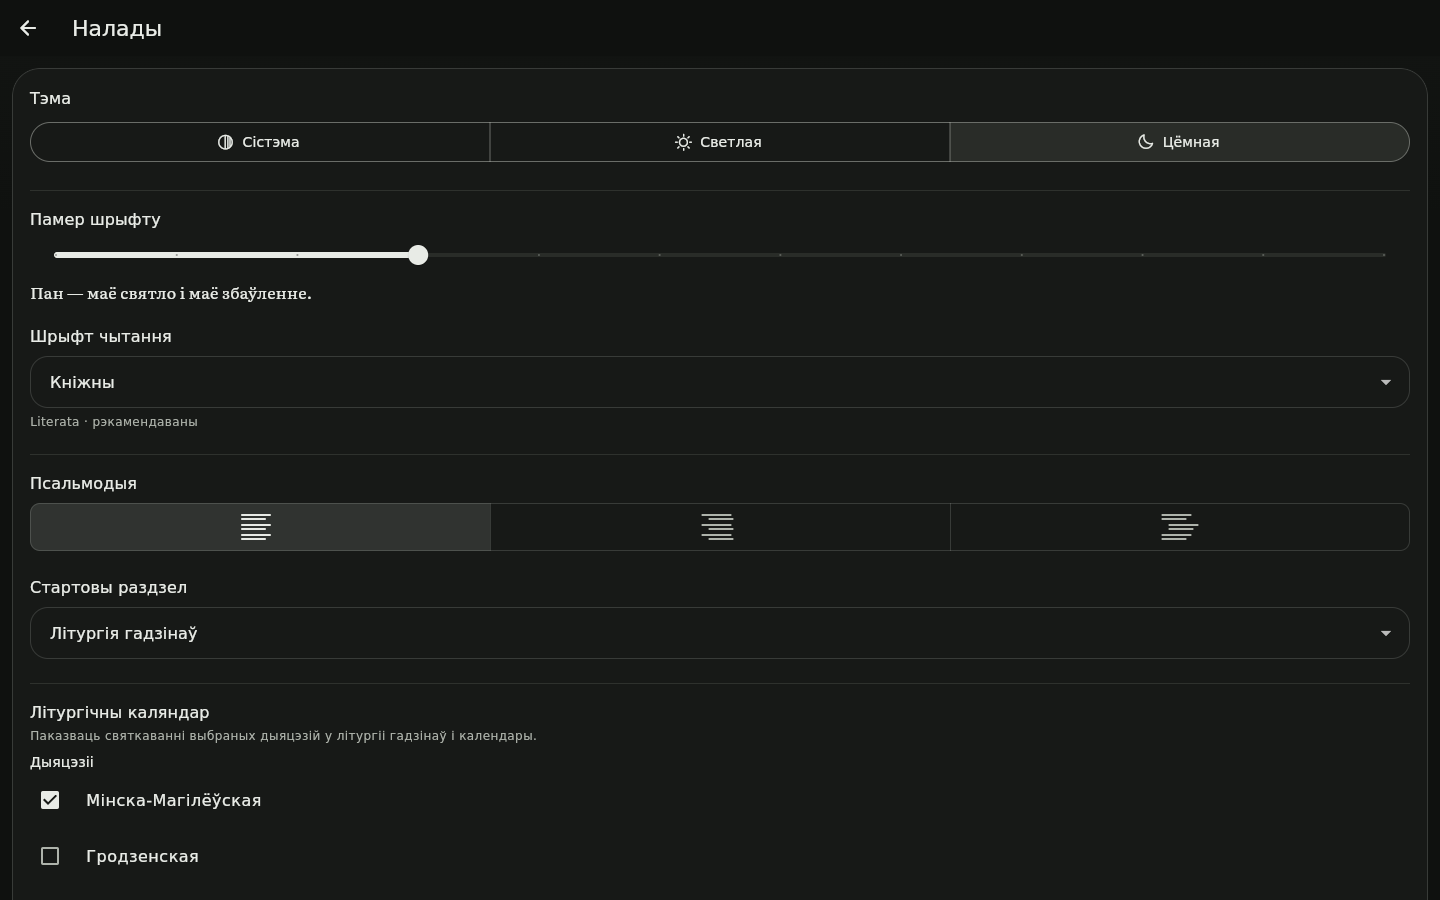 Налады
Тэма
Сістэма
Светлая
Цёмная
Памер шрыфту
Пан — маё святло і маё збаўленне.
Шрыфт чытання
Кніжны
Literata · рэкамендаваны
Псальмодыя
Стартовы раздзел
Літургія гадзінаў
Літургічны каляндар
Паказваць святкаванні выбраных дыяцэзій у літургіі гадзінаў і календары.
Дыяцэзіі
Мінска-Магілёўская
Гродзенская